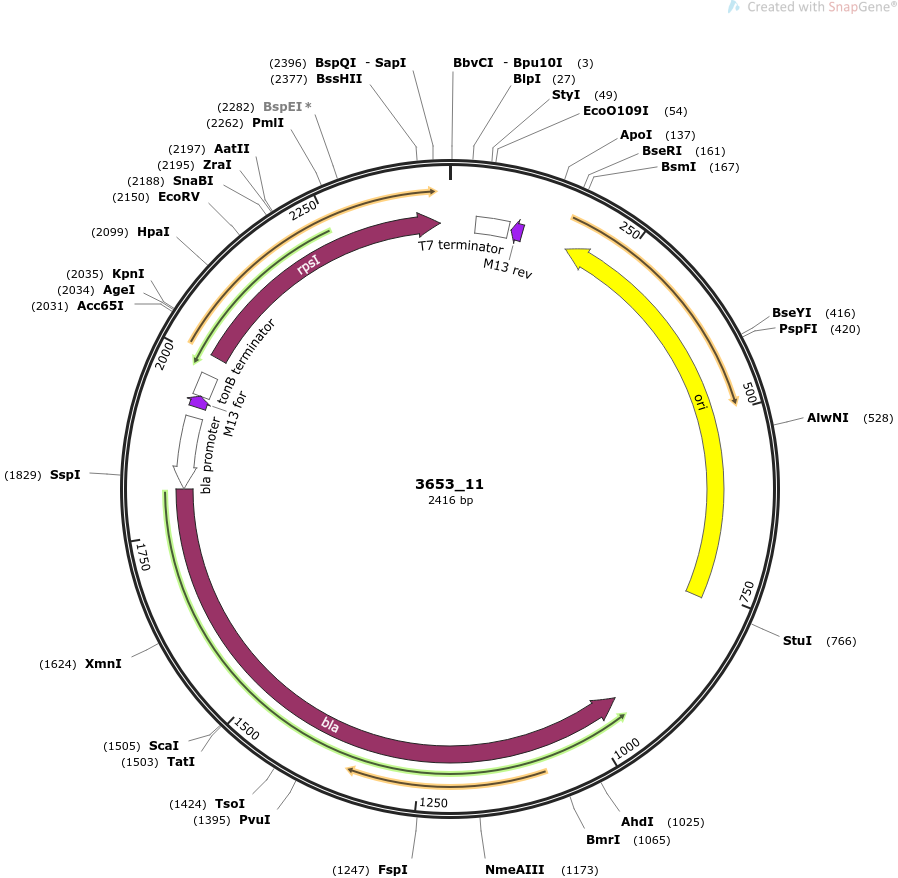 Created with SnapGene®
(2396) BspQI - SapI
(2377) BssHII
(2282) BspEI *
(2262) PmlI
(2197) AatII
(2195) ZraI
(2188) SnaBI
(2150) EcoRV
(2099) HpaI
(2035) KpnI
(2034) AgeI
(2031) Acc65I
(1829) SspI
(1624) XmnI
(1505) ScaI
(1503) TatI
(1424) TsoI
(1395) PvuI
(1247) FspI
BbvCI - Bpu10I (3)
BlpI (27)
StyI (49)
EcoO109I (54)
ApoI (137)
BseRI (161)
BsmI (167)
BseYI (416)
PspFI (420)
AlwNI (528)
StuI (766)
AhdI (1025)
BmrI (1065)
NmeAIII (1173)
250
500
750
1000
1250
1500
1750
2000
2250
T7 terminator
M13 rev
ori
rpsI
tonB terminator
M13 for
bla promoter
bla
3653_11
2416 bp